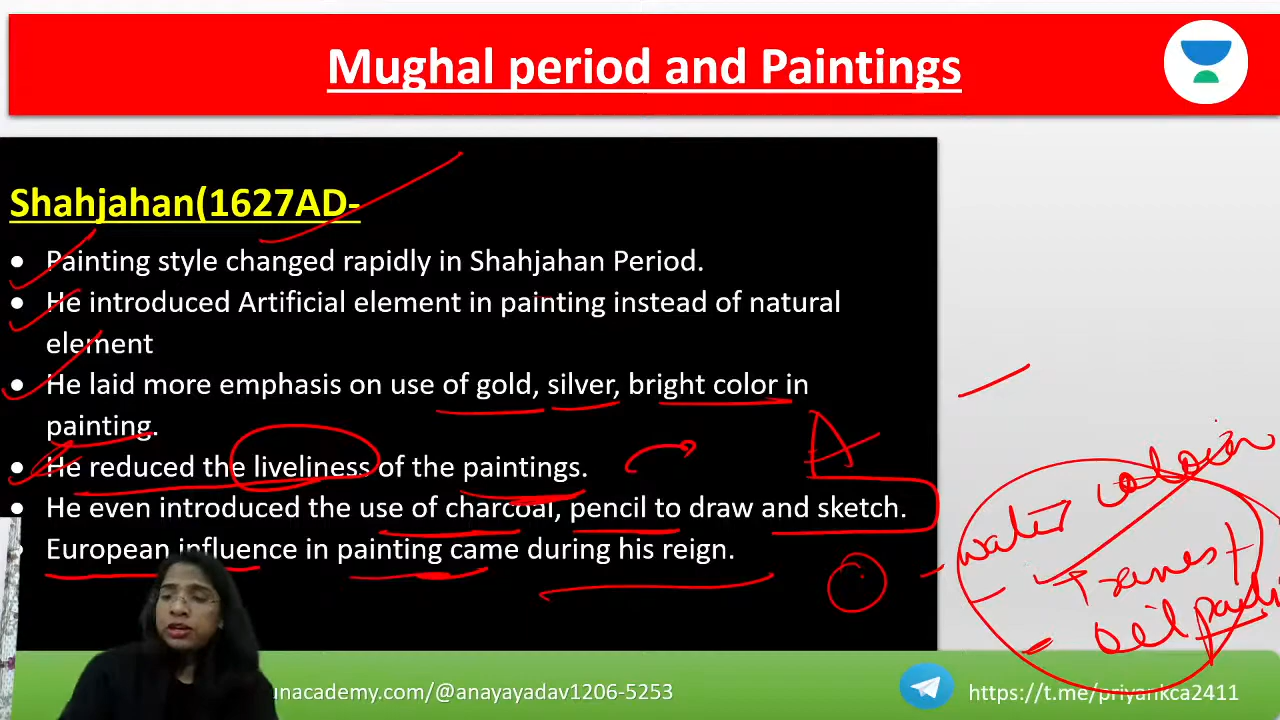 Mughal period and Paintings
Shahjahan(1627AD-
• Painting style changed rapidly in Shahjahan Period.
• He introduced Artificial element in painting instead of natural
element
• He laid more emphasis on use of gold, silver, bright color in
painting.
• He reduced the liveliness of the paintings.
A
• He even introduced the use of charcoal, pencil to draw and sketch.
• European influence in painting came during his reign.
- water
oil
unacademy.com/@anayayadav1206-5253
https://t.me/priyankca2411